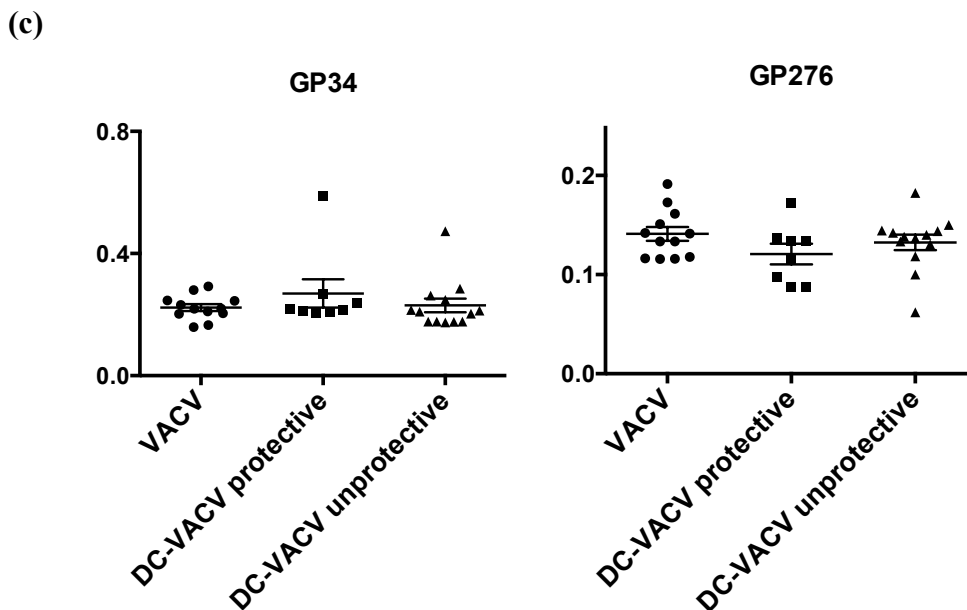 (c)
GP34
0.8
0.4
0.0
VACV
DC-VACV protective
DC-VACV unprotective
GP276
0.2
0.1
0.0
VACV
DC-VACV protective
DC-VACV unprotective